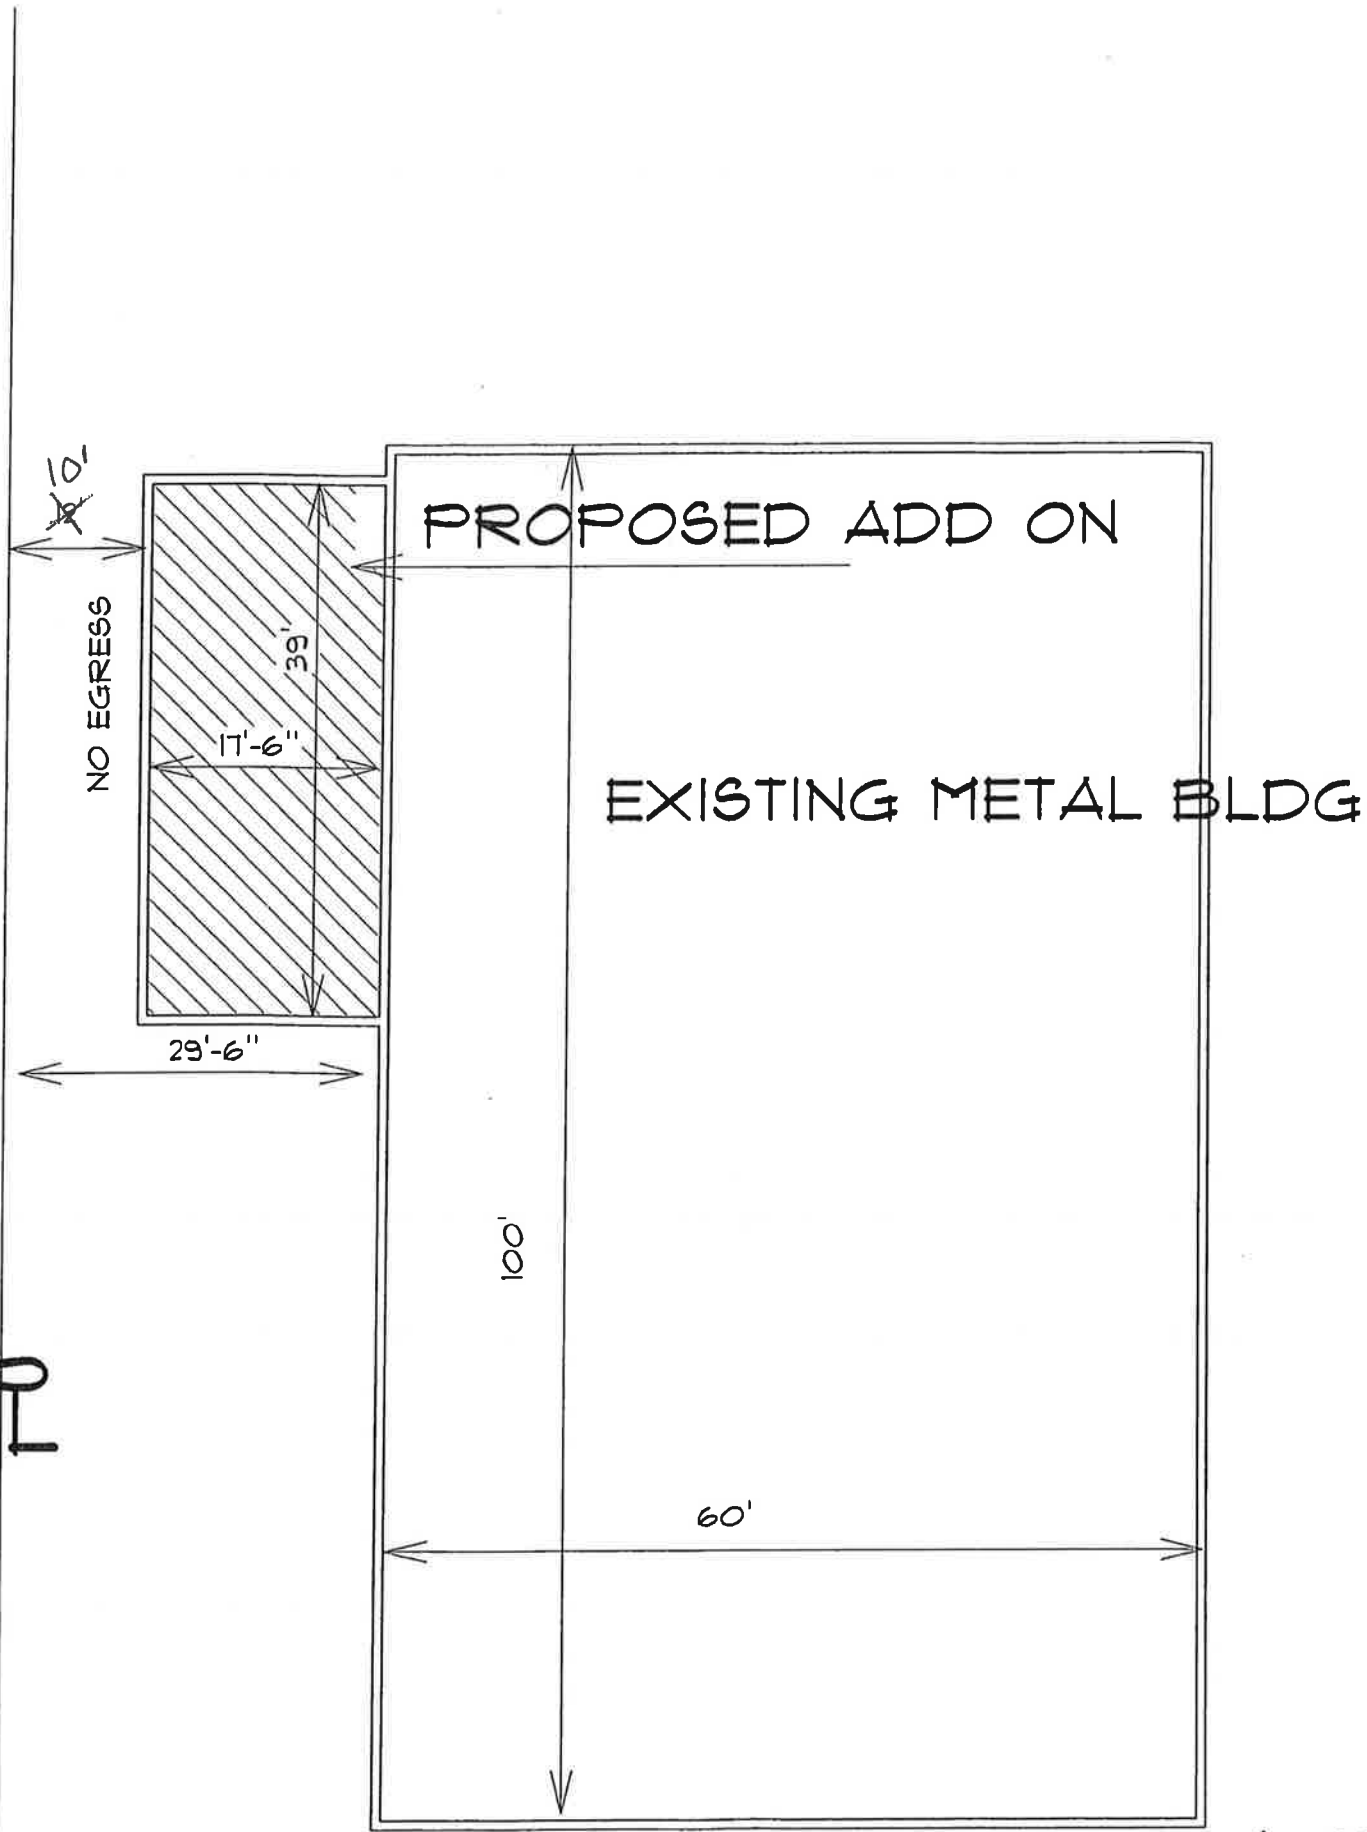 10'
PROPOSED ADD ON
39'
NO EGRESS
17'-6"
EXISTING METAL BLDG
29'-6"
100'
60'